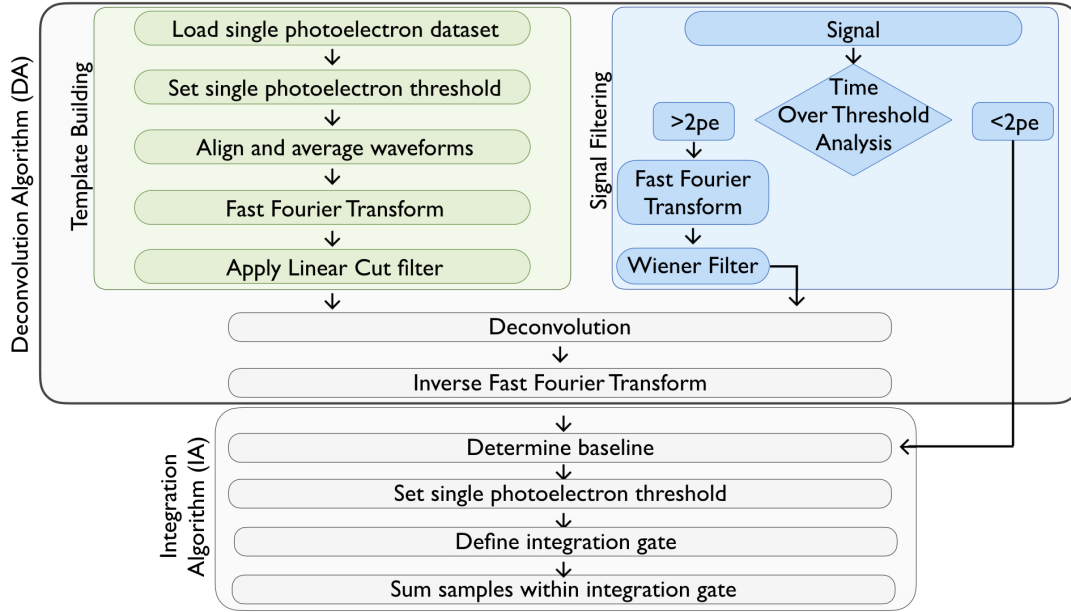 Deconvolution Algorithm (DA)
Template Building
Load single photoelectron dataset
Set single photoelectron threshold
Align and average waveforms
Fast Fourier Transform
Apply Linear Cut filter
Signal Filtering
Signal
Time
Over Threshold
Analysis
>2pe
<2pe
Fast Fourier
Transform
Wiener Filter
Deconvolution
Inverse Fast Fourier Transform
Integration
Algorithm (IA)
Determine baseline
Set single photoelectron threshold
Define integration gate
Sum samples within integration gate